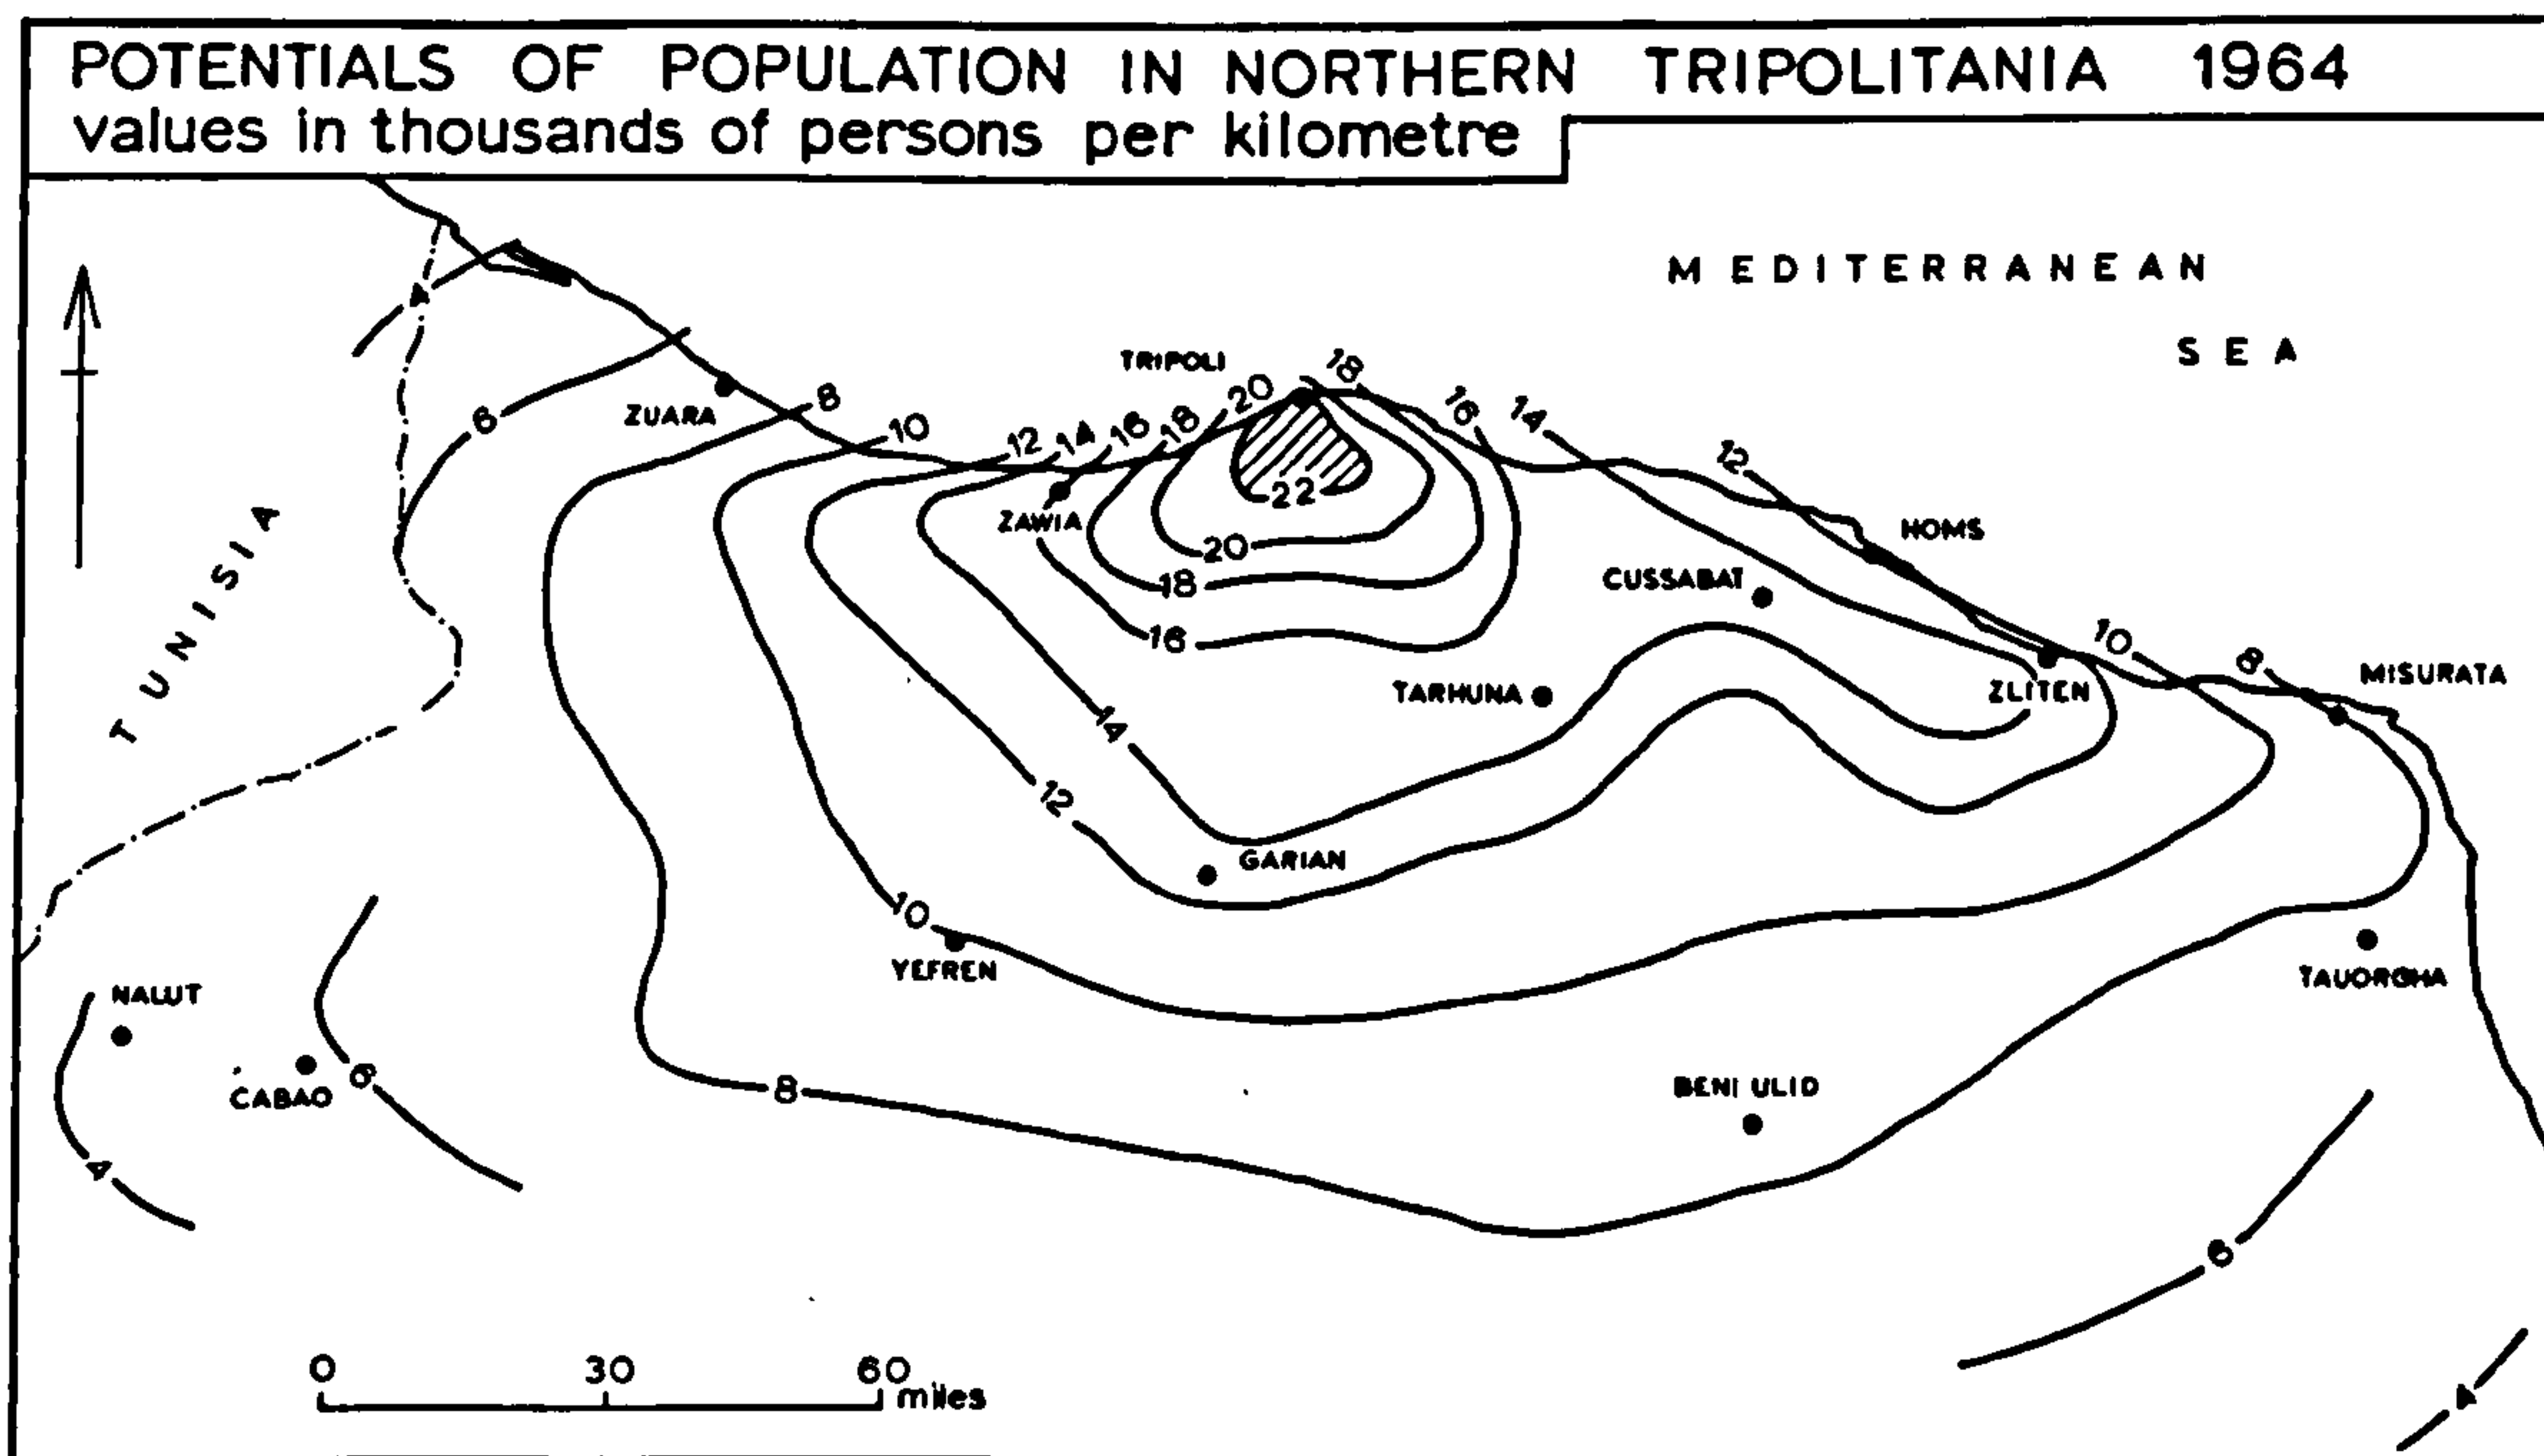 POTENTIALS OF POPULATION IN NORTHERN TRIPOLITANIA 1964
values in thousands of persons per kilometre
MEDITERRANEAN
SEA
TUNISIA
4
6
ZUARA
8
10
12
14
16
18
20
TRIPOLI
18
16
14
12
10
8
ZAWIA
22
20
18
16
14
12
10
HOMS
CUSSABAT
TARHUNA
ZLITEN
MISURATA
GARIAN
YEFREN
NALUT
CABAO
6
4
8
BENI ULID
TAUORGHA
6
4
0 30 60
miles